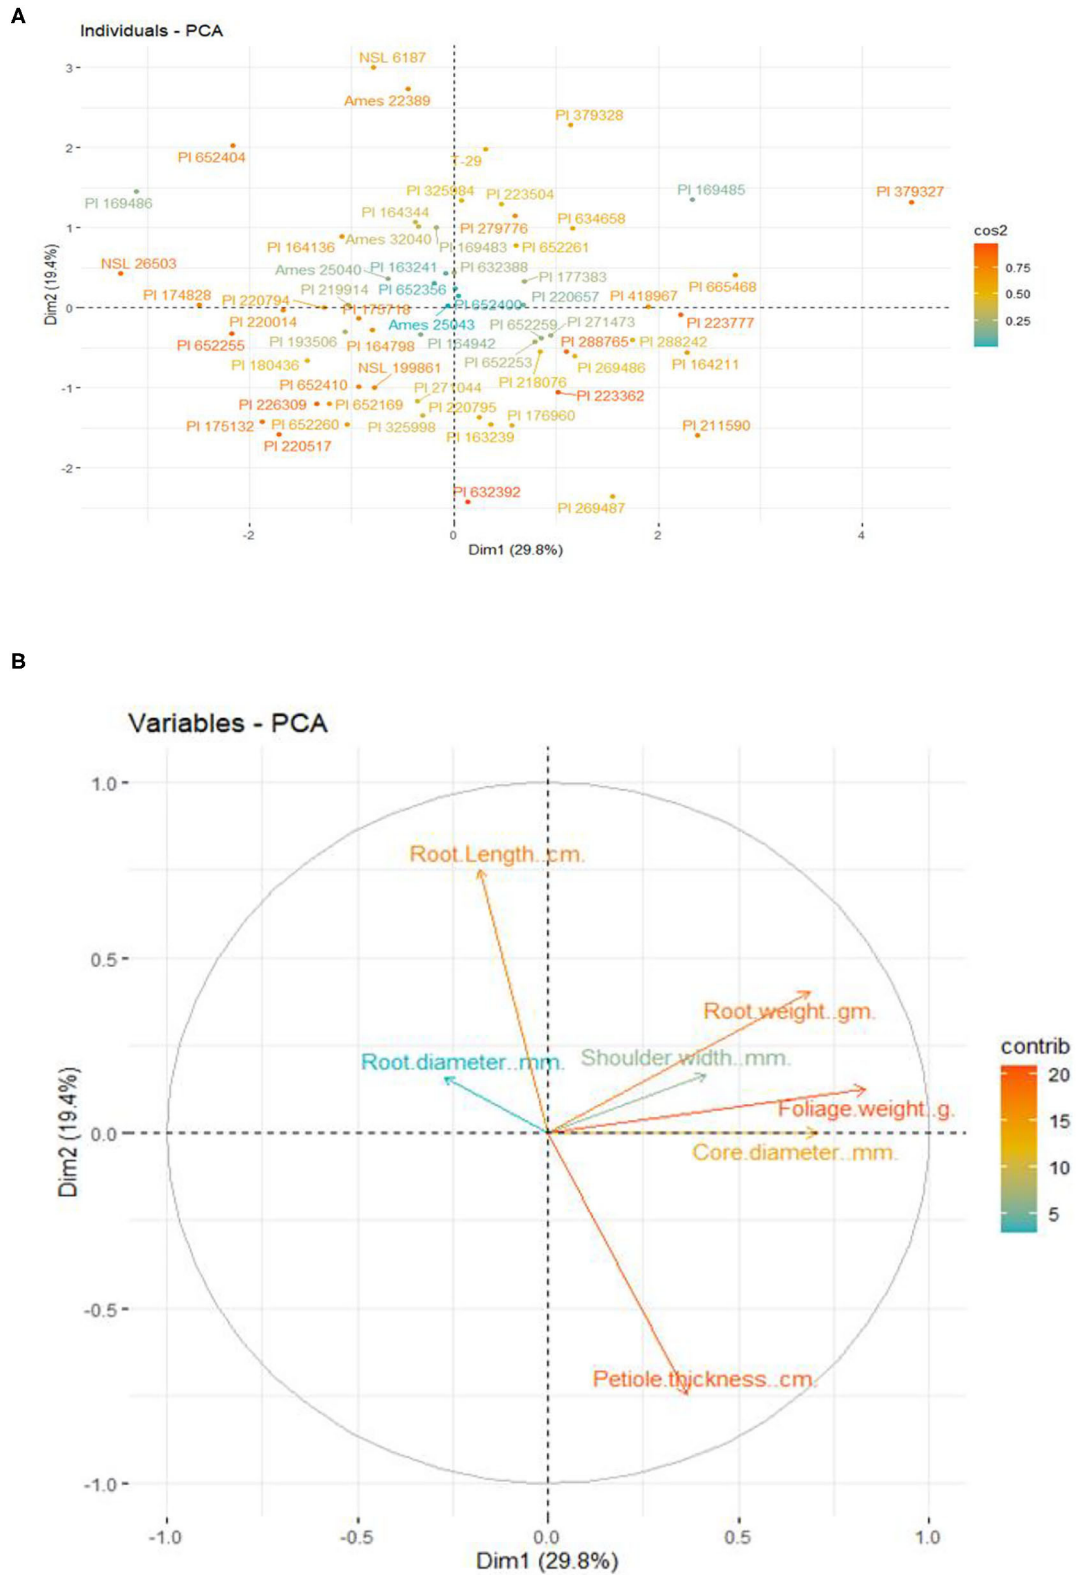 A
Individuals - PCA
NSL 6187
Ames 22389
PI 379328
PI 652404
T-29
PI 169486
PI 325984
PI 223504
PI 169485
PI 379327
PI 164344
PI 279776
PI 634658
PI 164136
Ames 32040
PI 169483
PI 652261
NSL 26503
Ames 25040
PI 163241
PI 632388
PI 177383
PI 665468
PI 174828
PI 220794
PI 219914
PI 652356
PI 652400
PI 220657
PI 418967
PI 175718
PI 220014
Ames 25043
PI 652259
PI 271473
PI 223777
PI 652255
PI 193506
PI 164798
PI 164942
PI 288765
PI 288242
PI 180436
NSL 199861
PI 652253
PI 269486
PI 164211
PI 652410
PI 271044
PI 218076
PI 223362
PI 226309
PI 652169
PI 220795
PI 176960
PI 175132
PI 652260
PI 325998
PI 163239
PI 211590
PI 220517
PI 632392
PI 269487
3
2
1
0
-1
-2
Dim2 (19.4%)
-2
0
2
4
Dim1 (29.8%)
cos2
0.75
0.50
0.25
B
Variables - PCA
1.0
0.5
0.0
-0.5
-1.0
Dim2 (19.4%)
Root.Length..cm.
Root.weight..gm.
Root.diameter..mm.
Shoulder.width..mm.
Foliage.weight..g.
Core.diameter..mm.
Petiole.thickness..cm.
-1.0
-0.5
0.0
0.5
1.0
Dim1 (29.8%)
contrib
20
15
10
5